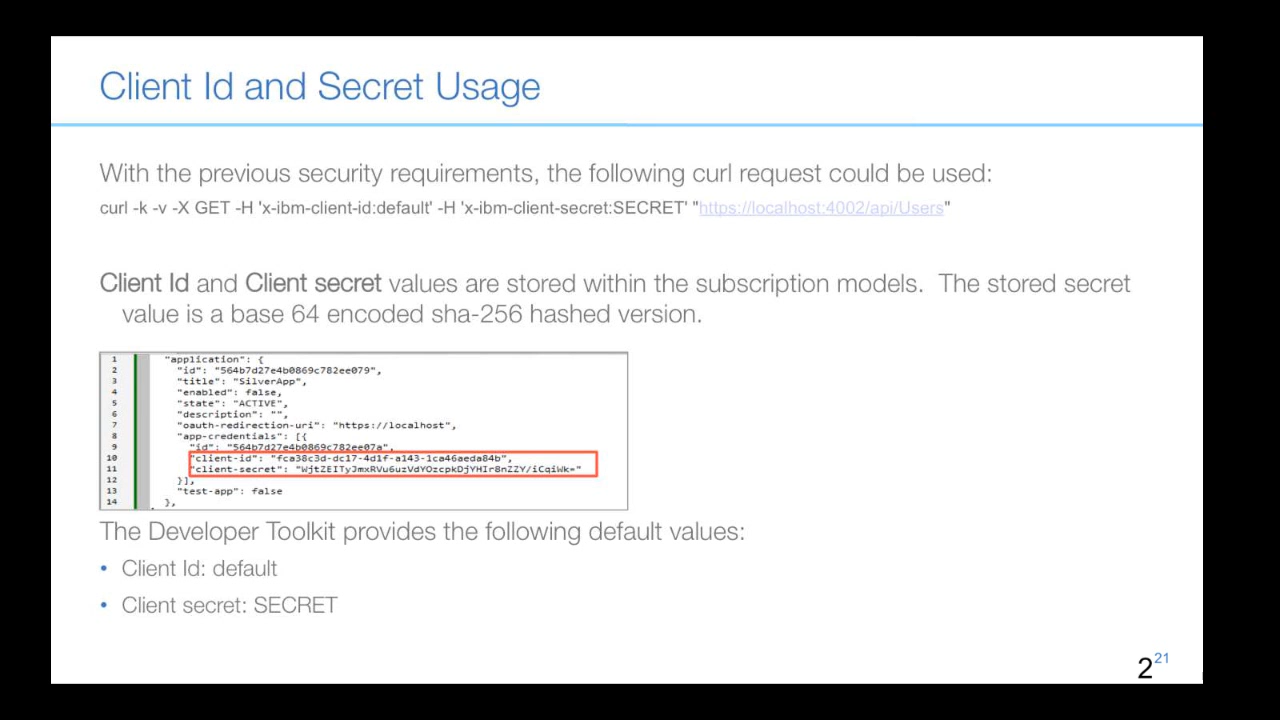 Client Id and Secret Usage
With the previous security requirements, the following curl request could be used:
curl -k -v -X GET -H 'x-ibm-client-id:default' -H 'x-ibm-client-secret:SECRET' "https://localhost:4002/api/Users"
Client Id and Client secret values are stored within the subscription models. The stored secret
value is a base 64 encoded sha-256 hashed version.
1 "application": {
2 "id": "564b7d27e4b0869c782ee079",
3 "title": "SilverApp",
4 "enabled": false,
5 "state": "ACTIVE",
6 "description": "",
7 "oauth-redirection-uri": "https://localhost",
8 "app-credentials": [{
9 "id": "564b7d27e4b0869c782ee07a",
10 "client-id": "fca38c3d-dc17-4d1f-a143-1ca46aeda84b",
11 "client-secret": "WjtZEITyJmxRVu6uzVdYOzcpkDjYHIr8nZZY/iCqiWk="
12 }],
13 "test-app": false
14 },
The Developer Toolkit provides the following default values:
• Client Id: default
• Client secret: SECRET
2 21